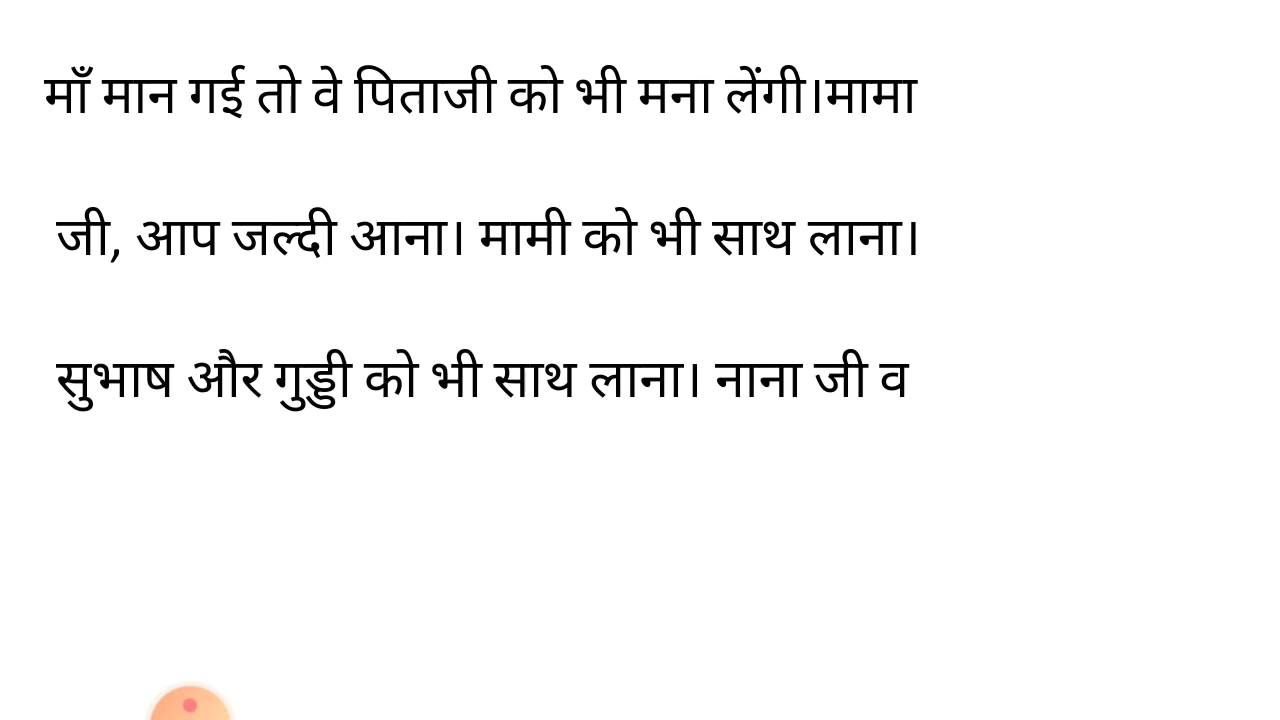 माँ मान गई तो वे पिताजी को भी मना लेंगी।मामा
जी, आप जल्दी आना। मामी को भी साथ लाना।
सुभाष और गुड्डी को भी साथ लाना। नाना जी व